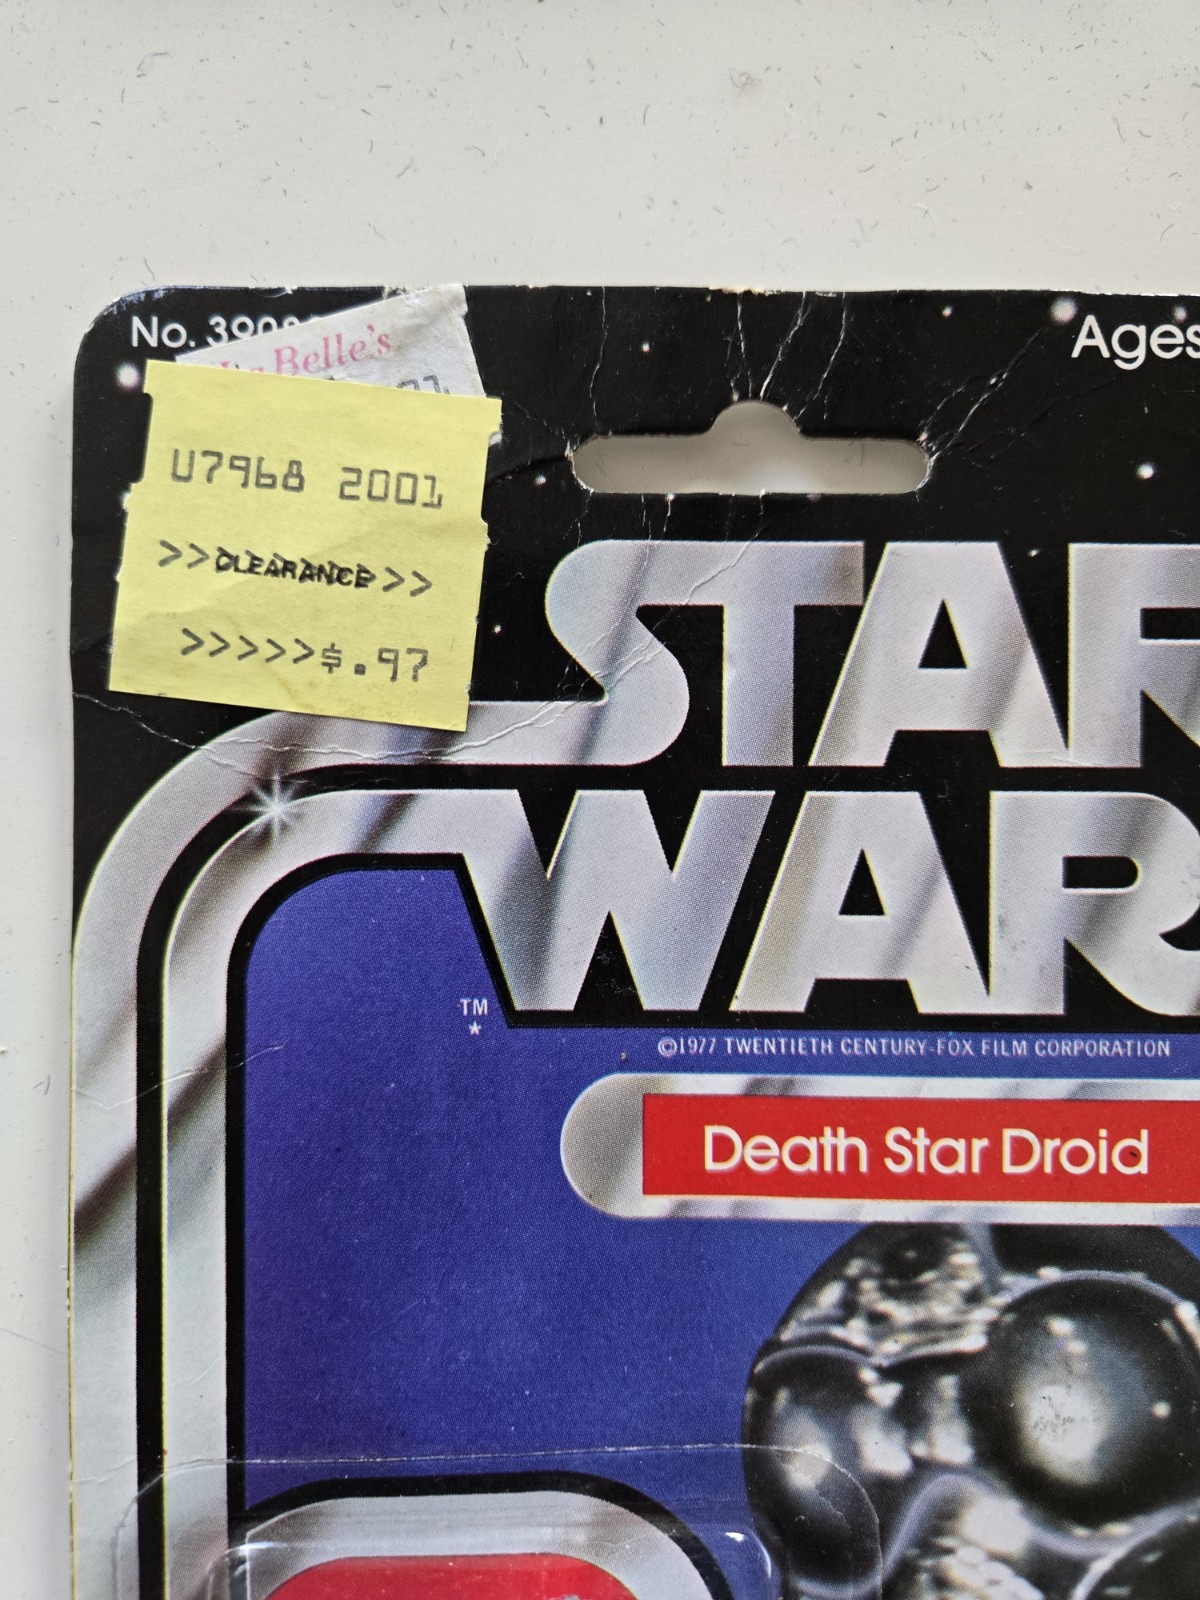 No. 390
Belle's
U7968 2001
>>CLEARANCE>>
>>>>>$.97
Ages
STAR
WAR
TM
*
©1977 TWENTIETH CENTURY-FOX FILM CORPORATION
Death Star Droid